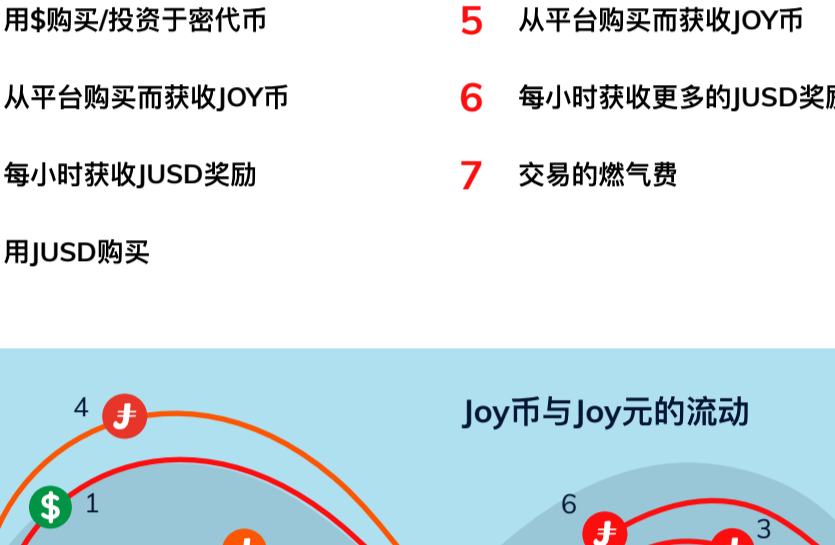 用$购买/投资于密代币
从平台购买而获收JOY币
每小时获收JUSD奖励
用JUSD购买
5 从平台购买而获收JOY币
6 每小时获收更多的JUSD奖励
7 交易的燃气费
Joy币与Joy元的流动
4
$ 1
6
3